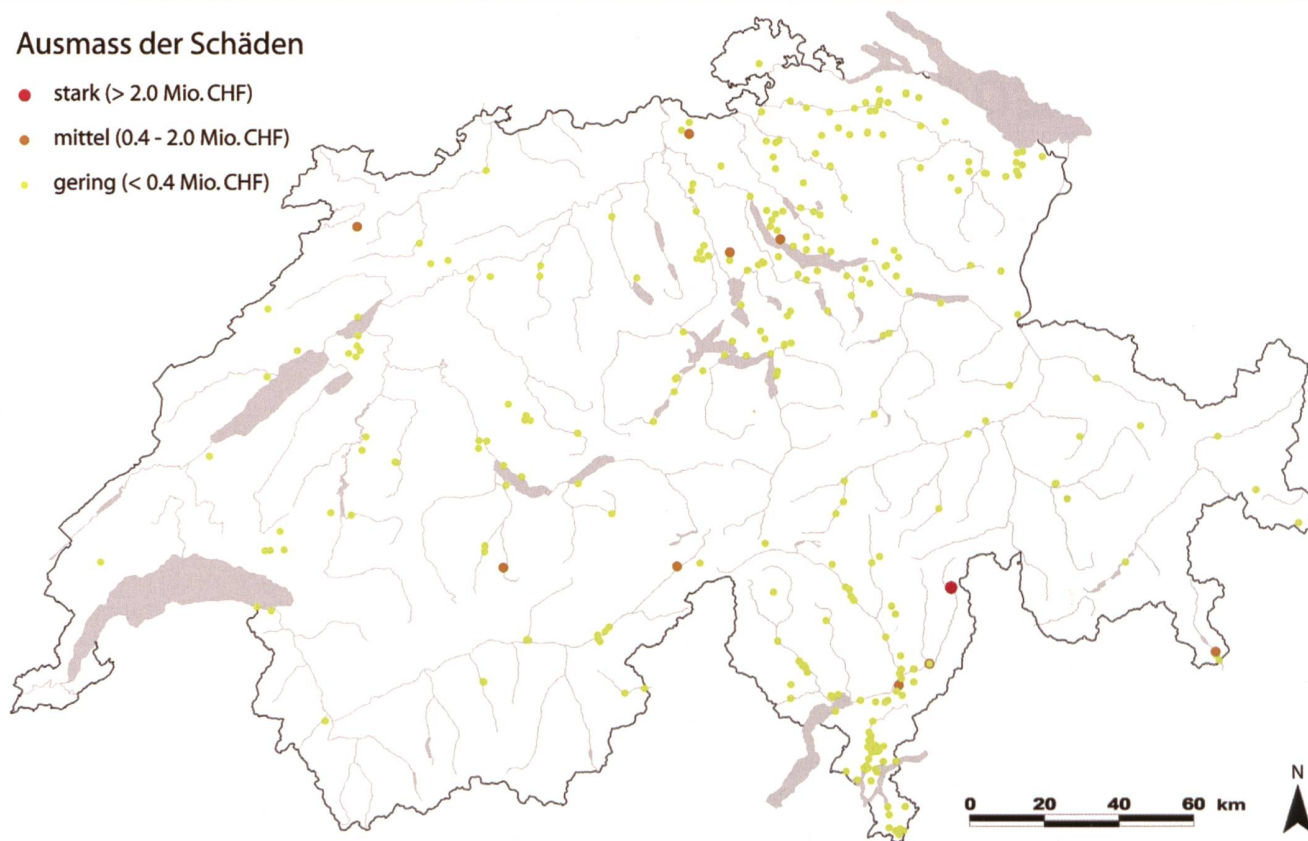 Ausmass der Schäden
stark (> 2.0 Mio. CHF)
mittel (0.4 - 2.0 Mio. CHF)
gering (< 0.4 Mio. CHF)
N
0 20 40 60 km